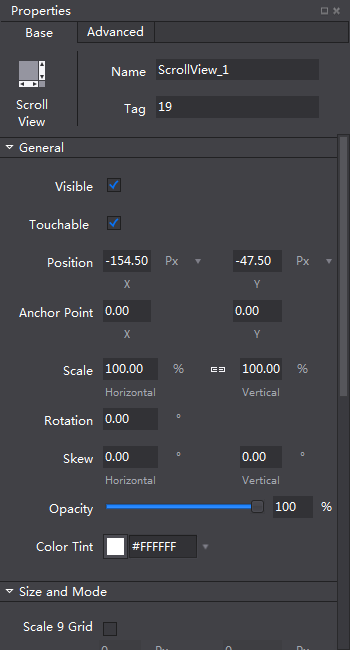 Properties
Base Advanced
Scroll
View
Name ScrollView_1
Tag 19
General
Visible
Touchable
Position -154.50 Px -47.50 Px
X Y
Anchor Point 0.00 0.00
X Y
Scale 100.00 % 100.00 %
Horizontal Vertical
Rotation 0.00 °
Skew 0.00 ° 0.00 °
Horizontal Vertical
Opacity 100 %
Color Tint #FFFFFF
Size and Mode
Scale 9 Grid